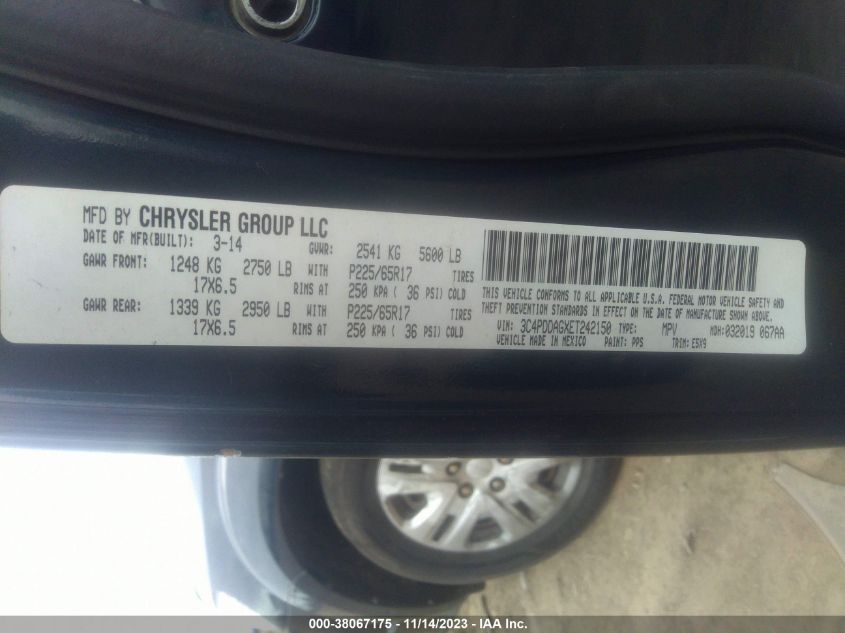 MFD BY CHRYSLER GROUP LLC
DATE OF MFR(BUILT): 3-14 GVWR: 2541 KG 5600 LB
GAWR FRONT: 1248 KG 2750 LB WITH P225/65R17 TIRES
17X6.5 RIMS AT 250 KPA ( 36 PSI) COLD
GAWR REAR: 1339 KG 2950 LB WITH P225/65R17 TIRES
17X6.5 RIMS AT 250 KPA ( 36 PSI) COLD
THIS VEHICLE CONFORMS TO ALL APPLICABLE U.S.A. FEDERAL MOTOR VEHICLE SAFETY AND
THEFT PREVENTION STANDARDS IN EFFECT ON THE DATE OF MANUFACTURE SHOWN ABOVE.
VIN: 3C4PDDAGXET242150 TYPE: MPV MDH:032019 067AA
VEHICLE MADE IN MEXICO PAINT: PPS TRIM: E5X9
000-38067175 - 11/14/2023 - IAA Inc.